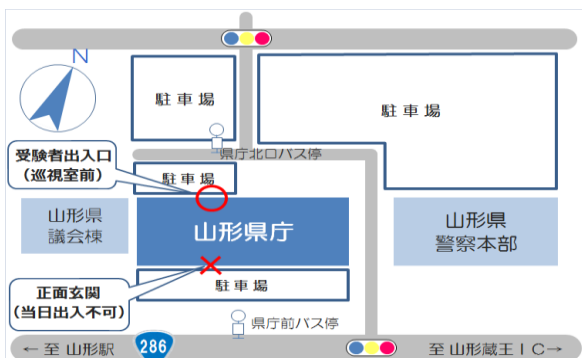 N
駐車場
駐車場
県庁北口バス停
受験者出入口
(巡視室前)
駐車場
山形県
議会棟
山形県庁
山形県
警察本部
正面玄関
(当日出入不可)
駐車場
県庁前バス停
← 至 山形駅
286
至 山形蔵王IC→